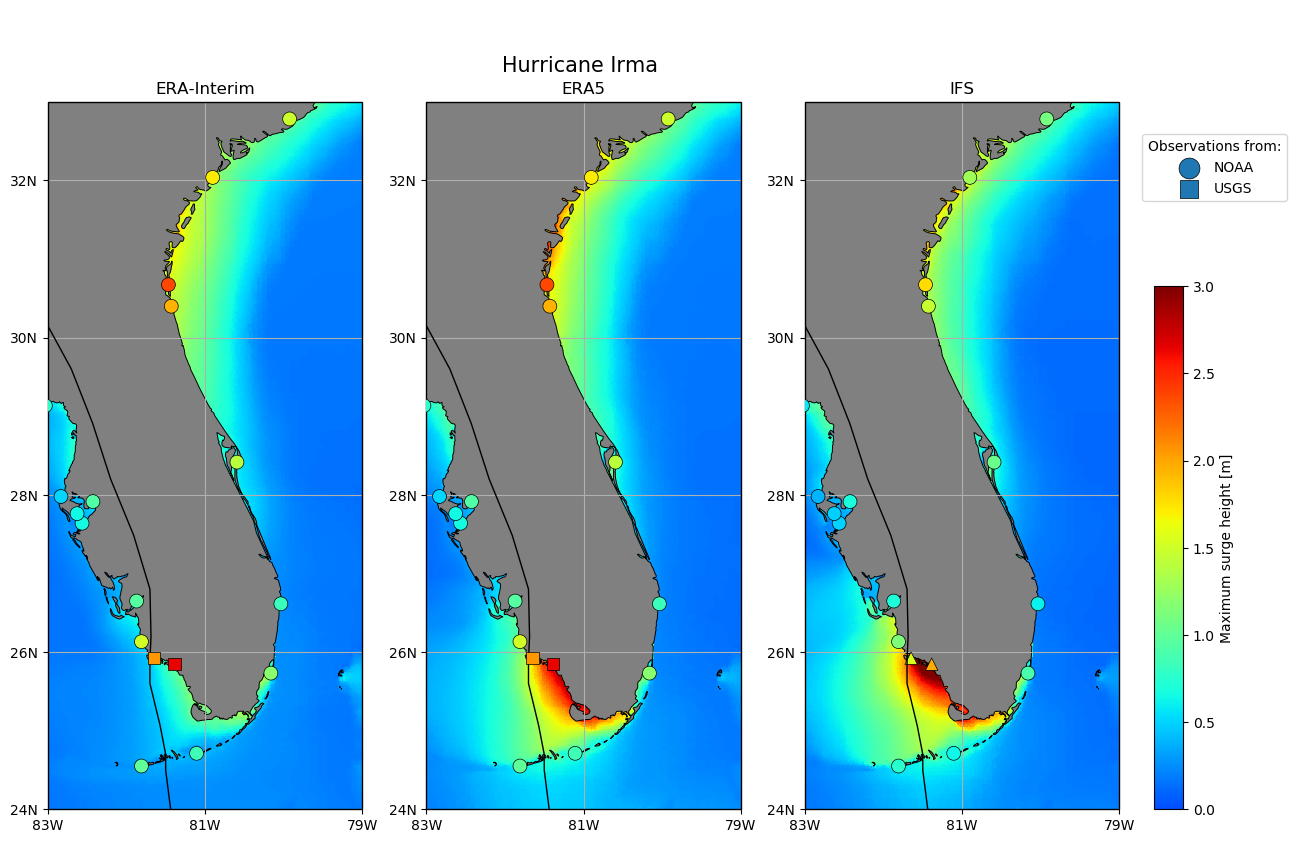 Hurricane Irma
ERA-Interim
ERA5
IFS
32N
30N
28N
26N
24N
83W
81W
79W
32N
30N
28N
26N
24N
83W
81W
79W
32N
30N
28N
26N
24N
83W
81W
79W
Observations from:
NOAA
USGS
3.0
2.5
2.0
1.5
1.0
0.5
0.0
Maximum surge height [m]